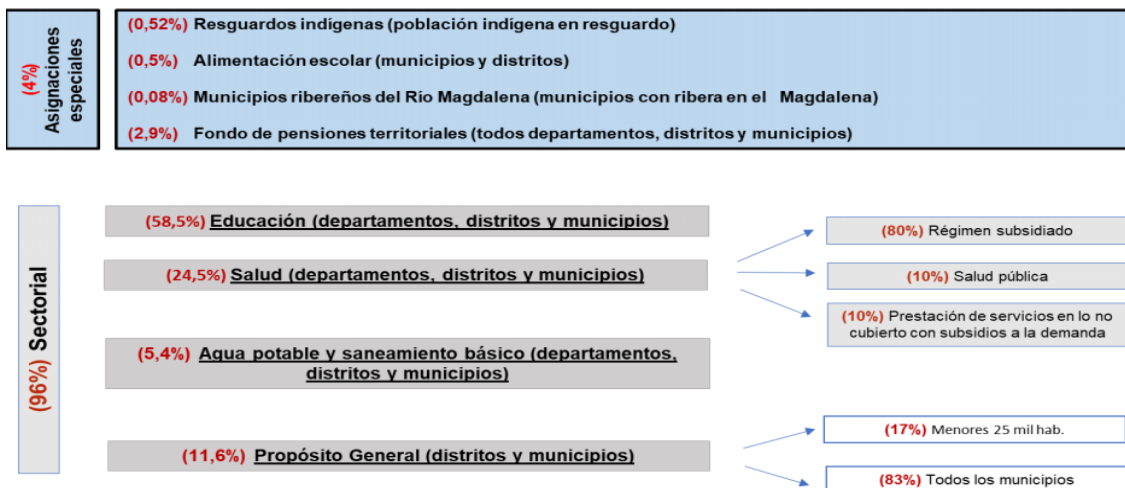 (4%)
Asignaciones
especiales
(0,52%) Resguardos indígenas (población indígena en resguardo)
(0,5%) Alimentación escolar (municipios y distritos)
(0,08%) Municipios ribereños del Río Magdalena (municipios con ribera en el Magdalena)
(2,9%) Fondo de pensiones territoriales (todos departamentos, distritos y municipios)
(96%) Sectorial
(58,5%) Educación (departamentos, distritos y municipios)
(24,5%) Salud (departamentos, distritos y municipios)
(80%) Régimen subsidiado
(10%) Salud pública
(10%) Prestación de servicios en lo no
cubierto con subsidios a la demanda
(5,4%) Agua potable y saneamiento básico (departamentos,
distritos y municipios)
(11,6%) Propósito General (distritos y municipios)
(17%) Menores 25 mil hab.
(83%) Todos los municipios